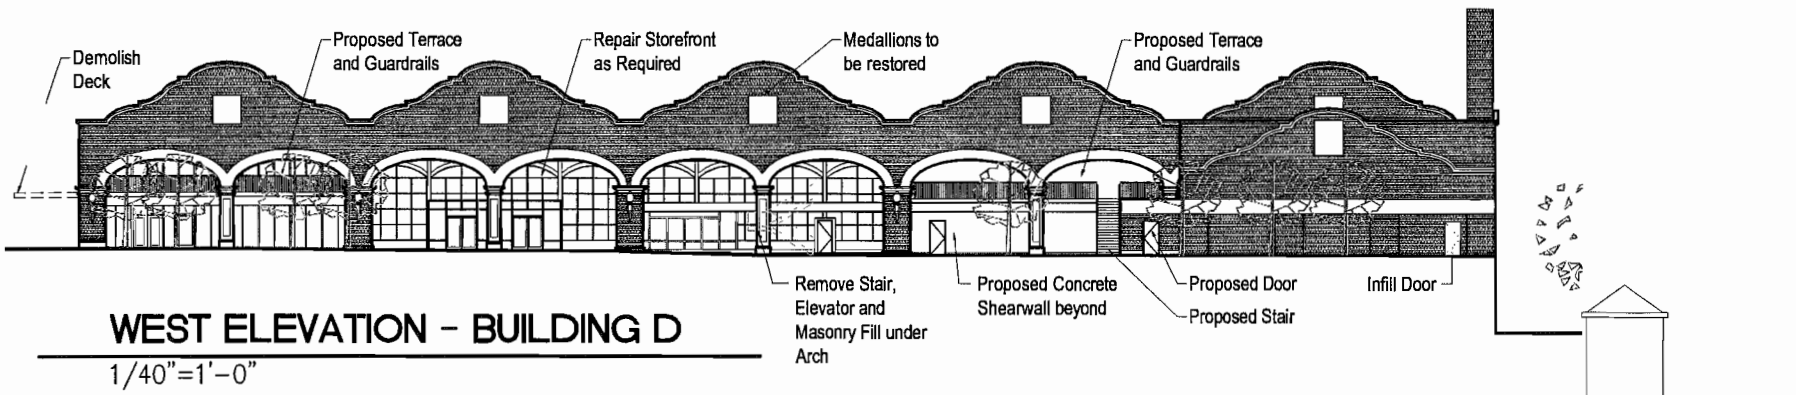 Demolish
Deck
Proposed Terrace
and Guardrails
Repair Storefront
as Required
Medallions to
be restored
Proposed Terrace
and Guardrails
Remove Stair,
Elevator and
Masonry Fill under
Arch
Proposed Concrete
Shearwall beyond
Proposed Door
Proposed Stair
Infill Door
WEST ELEVATION - BUILDING D
1/40"=1'-0"